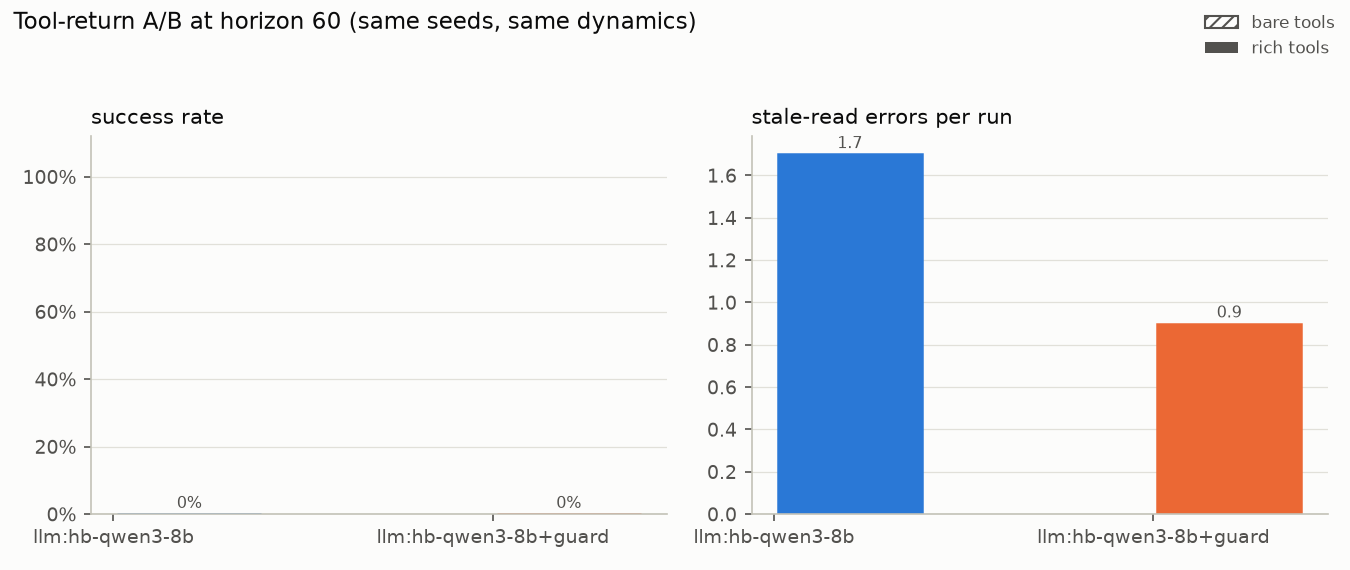 Tool-return A/B at horizon 60 (same seeds, same dynamics)
bare tools
rich tools
success rate
100%
80%
60%
40%
20%
0%
0%
0%
llm:hb-qwen3-8b
llm:hb-qwen3-8b+guard
stale-read errors per run
1.7
1.6
1.4
1.2
1.0
0.9
0.8
0.6
0.4
0.2
0.0
llm:hb-qwen3-8b
llm:hb-qwen3-8b+guard